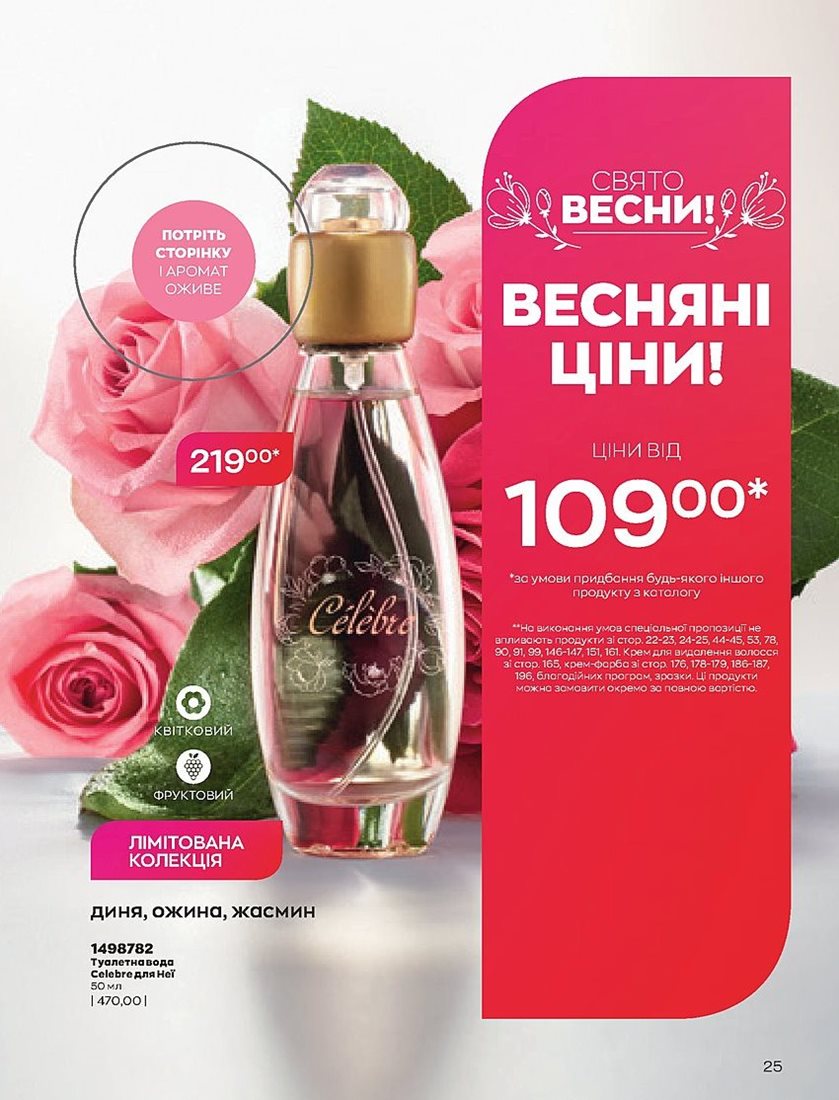 ПОТРІТЬ
СТОРІНКУ
І АРОМАТ
ОЖИВЕ
219⁰⁰*
Célèbre
КВІТКОВИЙ
ФРУКТОВИЙ
ЛІМІТОВАНА
КОЛЕКЦІЯ
диня, ожина, жасмин
1498782
Туалетна вода
Celebre для Неї
50 мл
| 470,00 |
СВЯТО
ВЕСНИ!
ВЕСНЯНІ
ЦІНИ!
ЦІНИ ВІД
109⁰⁰*
*за умови придбання будь-якого іншого
продукту з каталогу
**На виконання умов спеціальної пропозиції не
впливають продукти зі стор. 22-23, 24-25, 44-45, 53, 78,
90, 91, 99, 146-147, 151, 161. Крем для видалення волосся
зі стор. 165, крем-фарба зі стор. 176, 178-179, 186-187,
196, благодійних програм, зразки. Ці продукти
можна замовити окремо за повною вартістю.
25